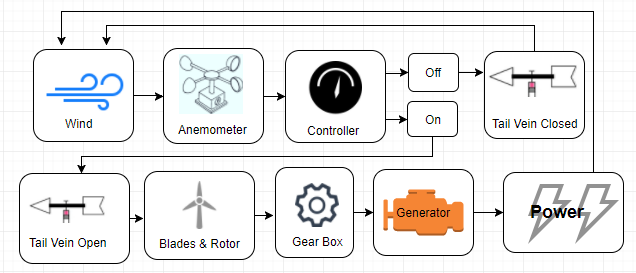 Wind
Anemometer
Controller
Off
On
Tail Vein Closed
Tail Vein Open
Blades & Rotor
Gear Box
Generator
Power